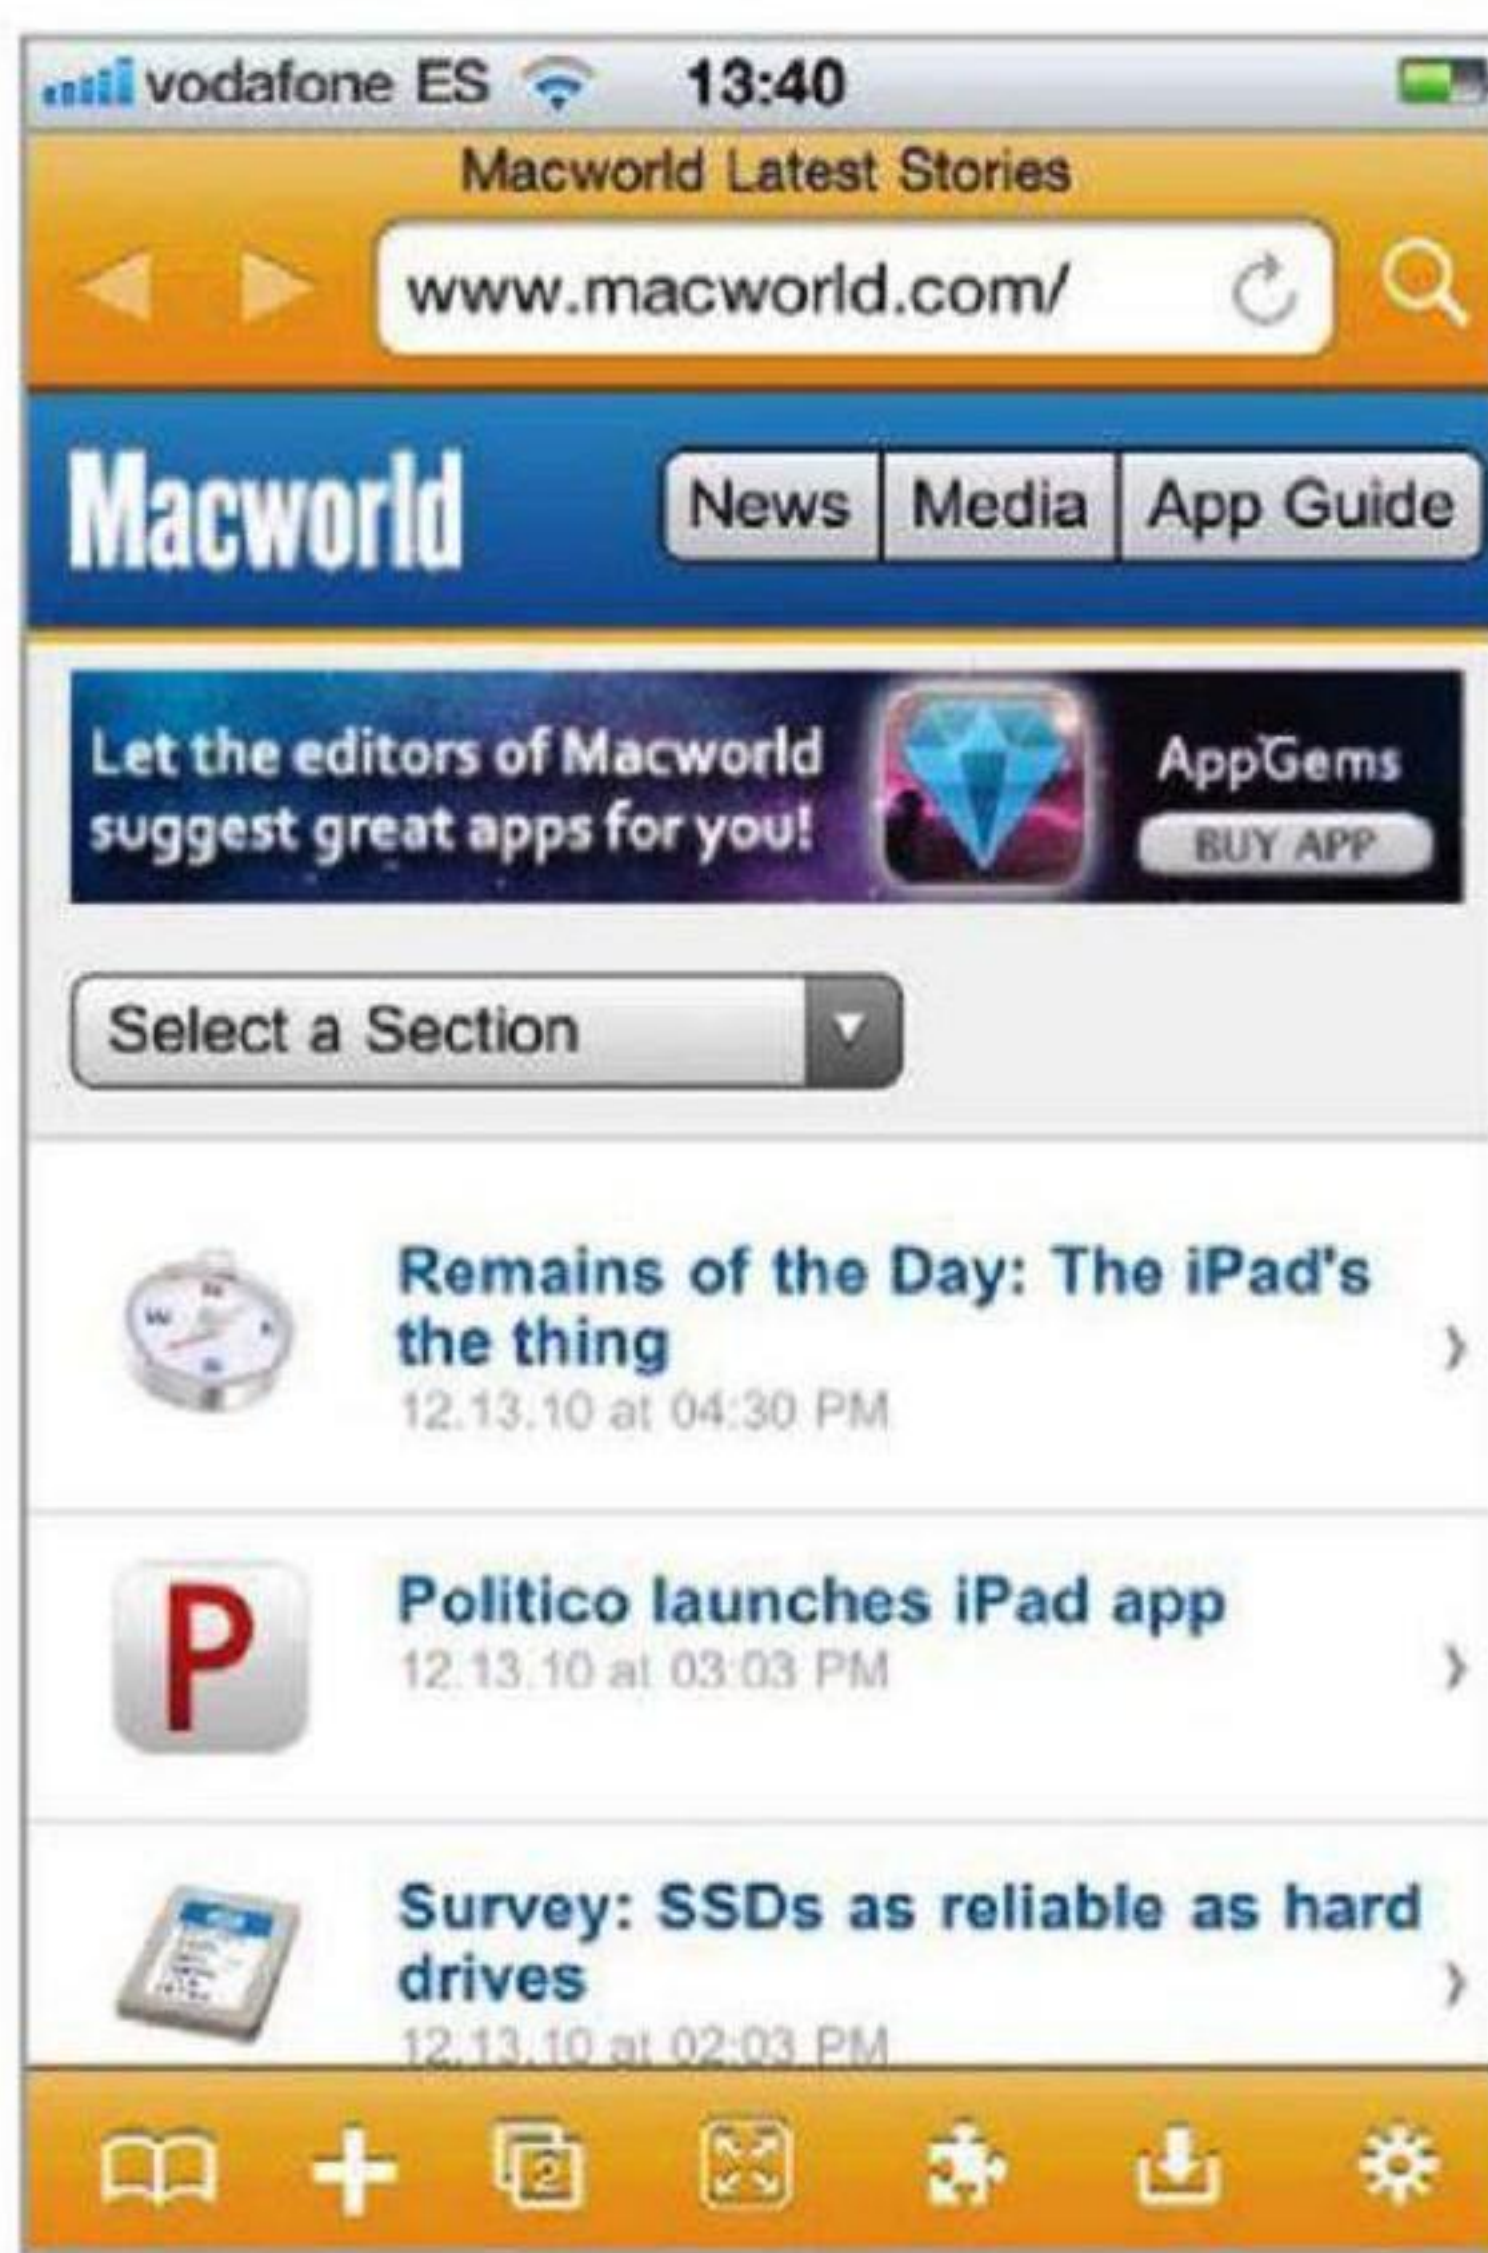 vodafone ES 13:40
Macworld Latest Stories
www.macworld.com/
Macworld
News Media App Guide
Let the editors of Macworld
suggest great apps for you!
AppGems
BUY APP
Select a Section
N
W
Remains of the Day: The iPad's
the thing
12.13.10 at 04:30 PM
P
Politico launches iPad app
12.13.10 at 03:03 PM
Survey: SSDs as reliable as hard
drives
12.13.10 at 02:03 PM
2